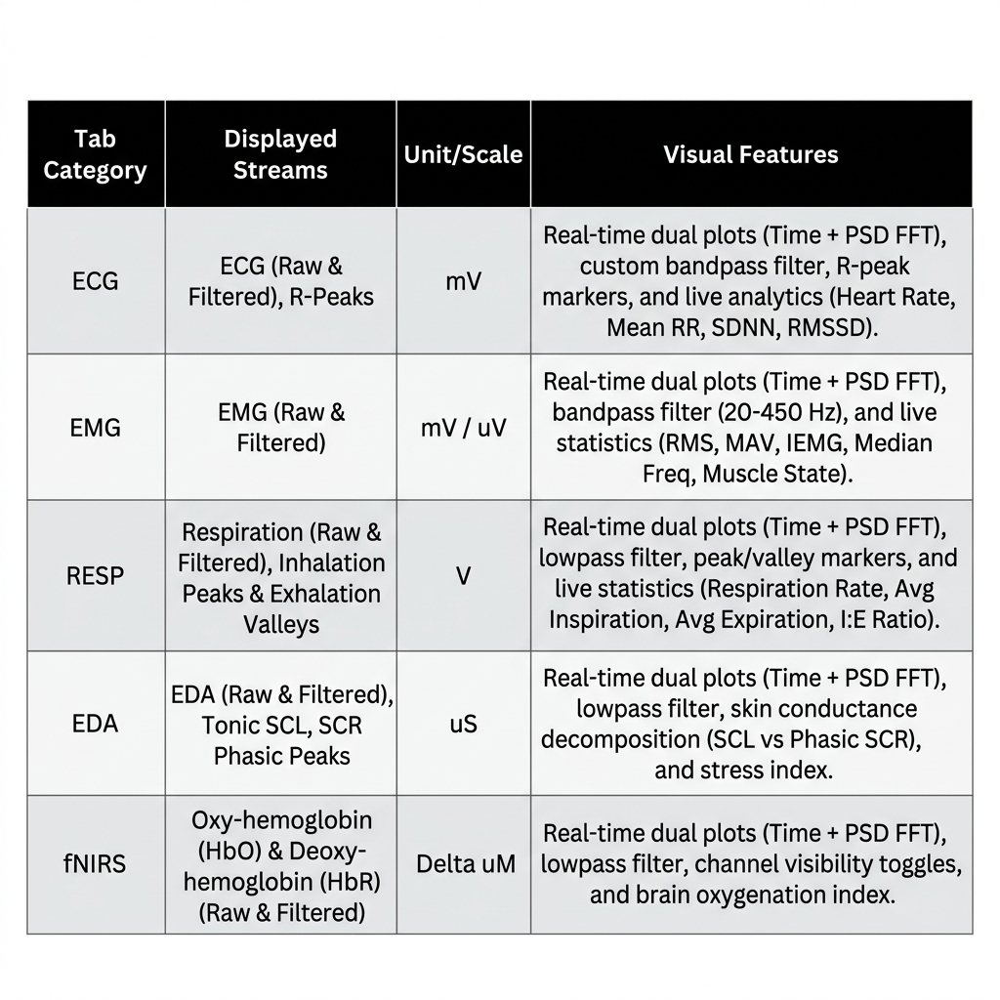 Tab
Category
Displayed
Streams
Unit/Scale
Visual Features
ECG
ECG (Raw &
Filtered), R-Peaks
mV
Real-time dual plots (Time + PSD FFT),
custom bandpass filter, R-peak
markers, and live analytics (Heart Rate,
Mean RR, SDNN, RMSSD).
EMG
EMG (Raw &
Filtered)
mV / uV
Real-time dual plots (Time + PSD FFT),
bandpass filter (20-450 Hz), and live
statistics (RMS, MAV, IEMG, Median
Freq, Muscle State).
RESP
Respiration (Raw &
Filtered), Inhalation
Peaks & Exhalation
Valleys
V
Real-time dual plots (Time + PSD FFT),
lowpass filter, peak/valley markers, and
live statistics (Respiration Rate, Avg
Inspiration, Avg Expiration, I:E Ratio).
EDA
EDA (Raw & Filtered),
Tonic SCL, SCR
Phasic Peaks
uS
Real-time dual plots (Time + PSD FFT),
lowpass filter, skin conductance
decomposition (SCL vs Phasic SCR),
and stress index.
fNIRS
Oxy-hemoglobin
(HbO) & Deoxy-
hemoglobin (HbR)
(Raw & Filtered)
Delta uM
Real-time dual plots (Time + PSD FFT),
lowpass filter, channel visibility toggles,
and brain oxygenation index.